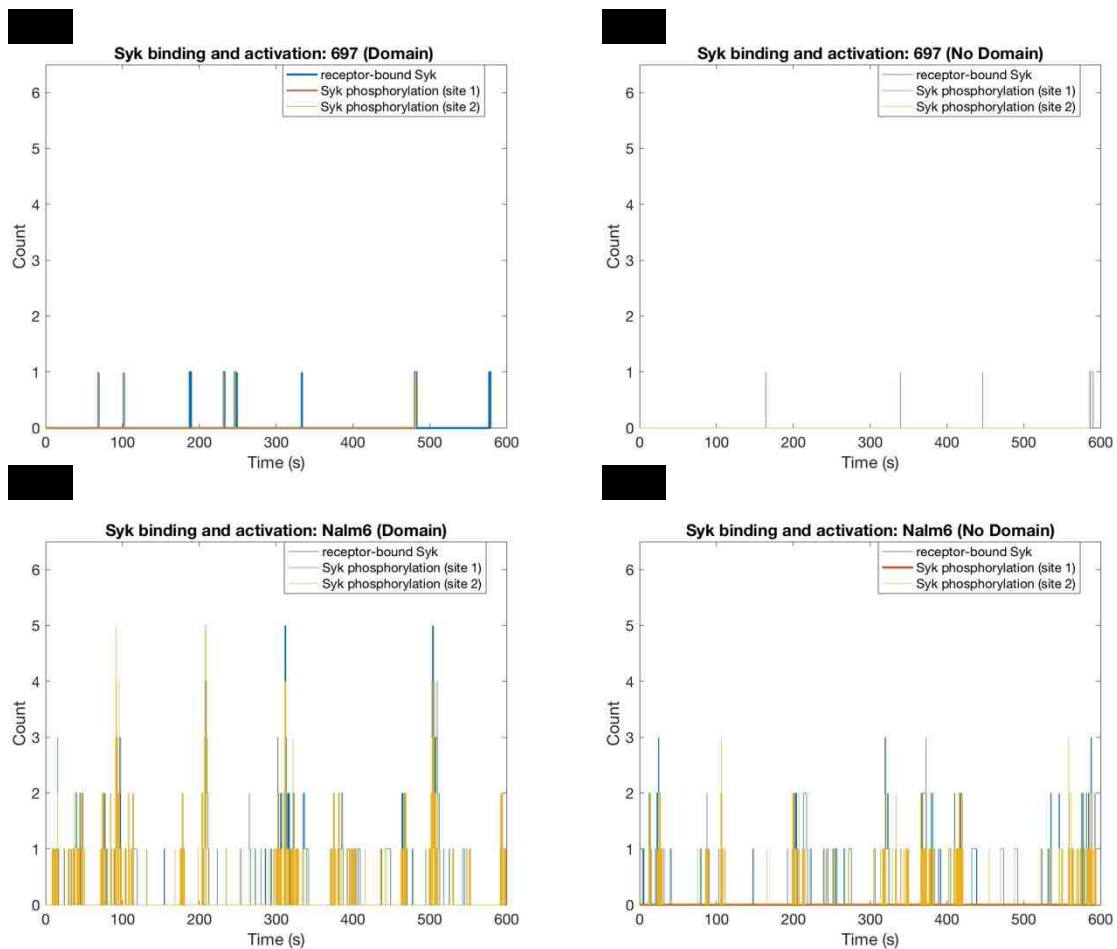 Syk binding and activation: 697 (Domain)
receptor-bound Syk
Syk phosphorylation (site 1)
Syk phosphorylation (site 2)
6
5
4
3
2
1
0
Count
0 100 200 300 400 500 600
Time (s)
Syk binding and activation: 697 (No Domain)
receptor-bound Syk
Syk phosphorylation (site 1)
Syk phosphorylation (site 2)
6
5
4
3
2
1
0
Count
0 100 200 300 400 500 600
Time (s)
Syk binding and activation: Nalm6 (Domain)
receptor-bound Syk
Syk phosphorylation (site 1)
Syk phosphorylation (site 2)
6
5
4
3
2
1
0
Count
0 100 200 300 400 500 600
Time (s)
Syk binding and activation: Nalm6 (No Domain)
receptor-bound Syk
Syk phosphorylation (site 1)
Syk phosphorylation (site 2)
6
5
4
3
2
1
0
Count
0 100 200 300 400 500 600
Time (s)